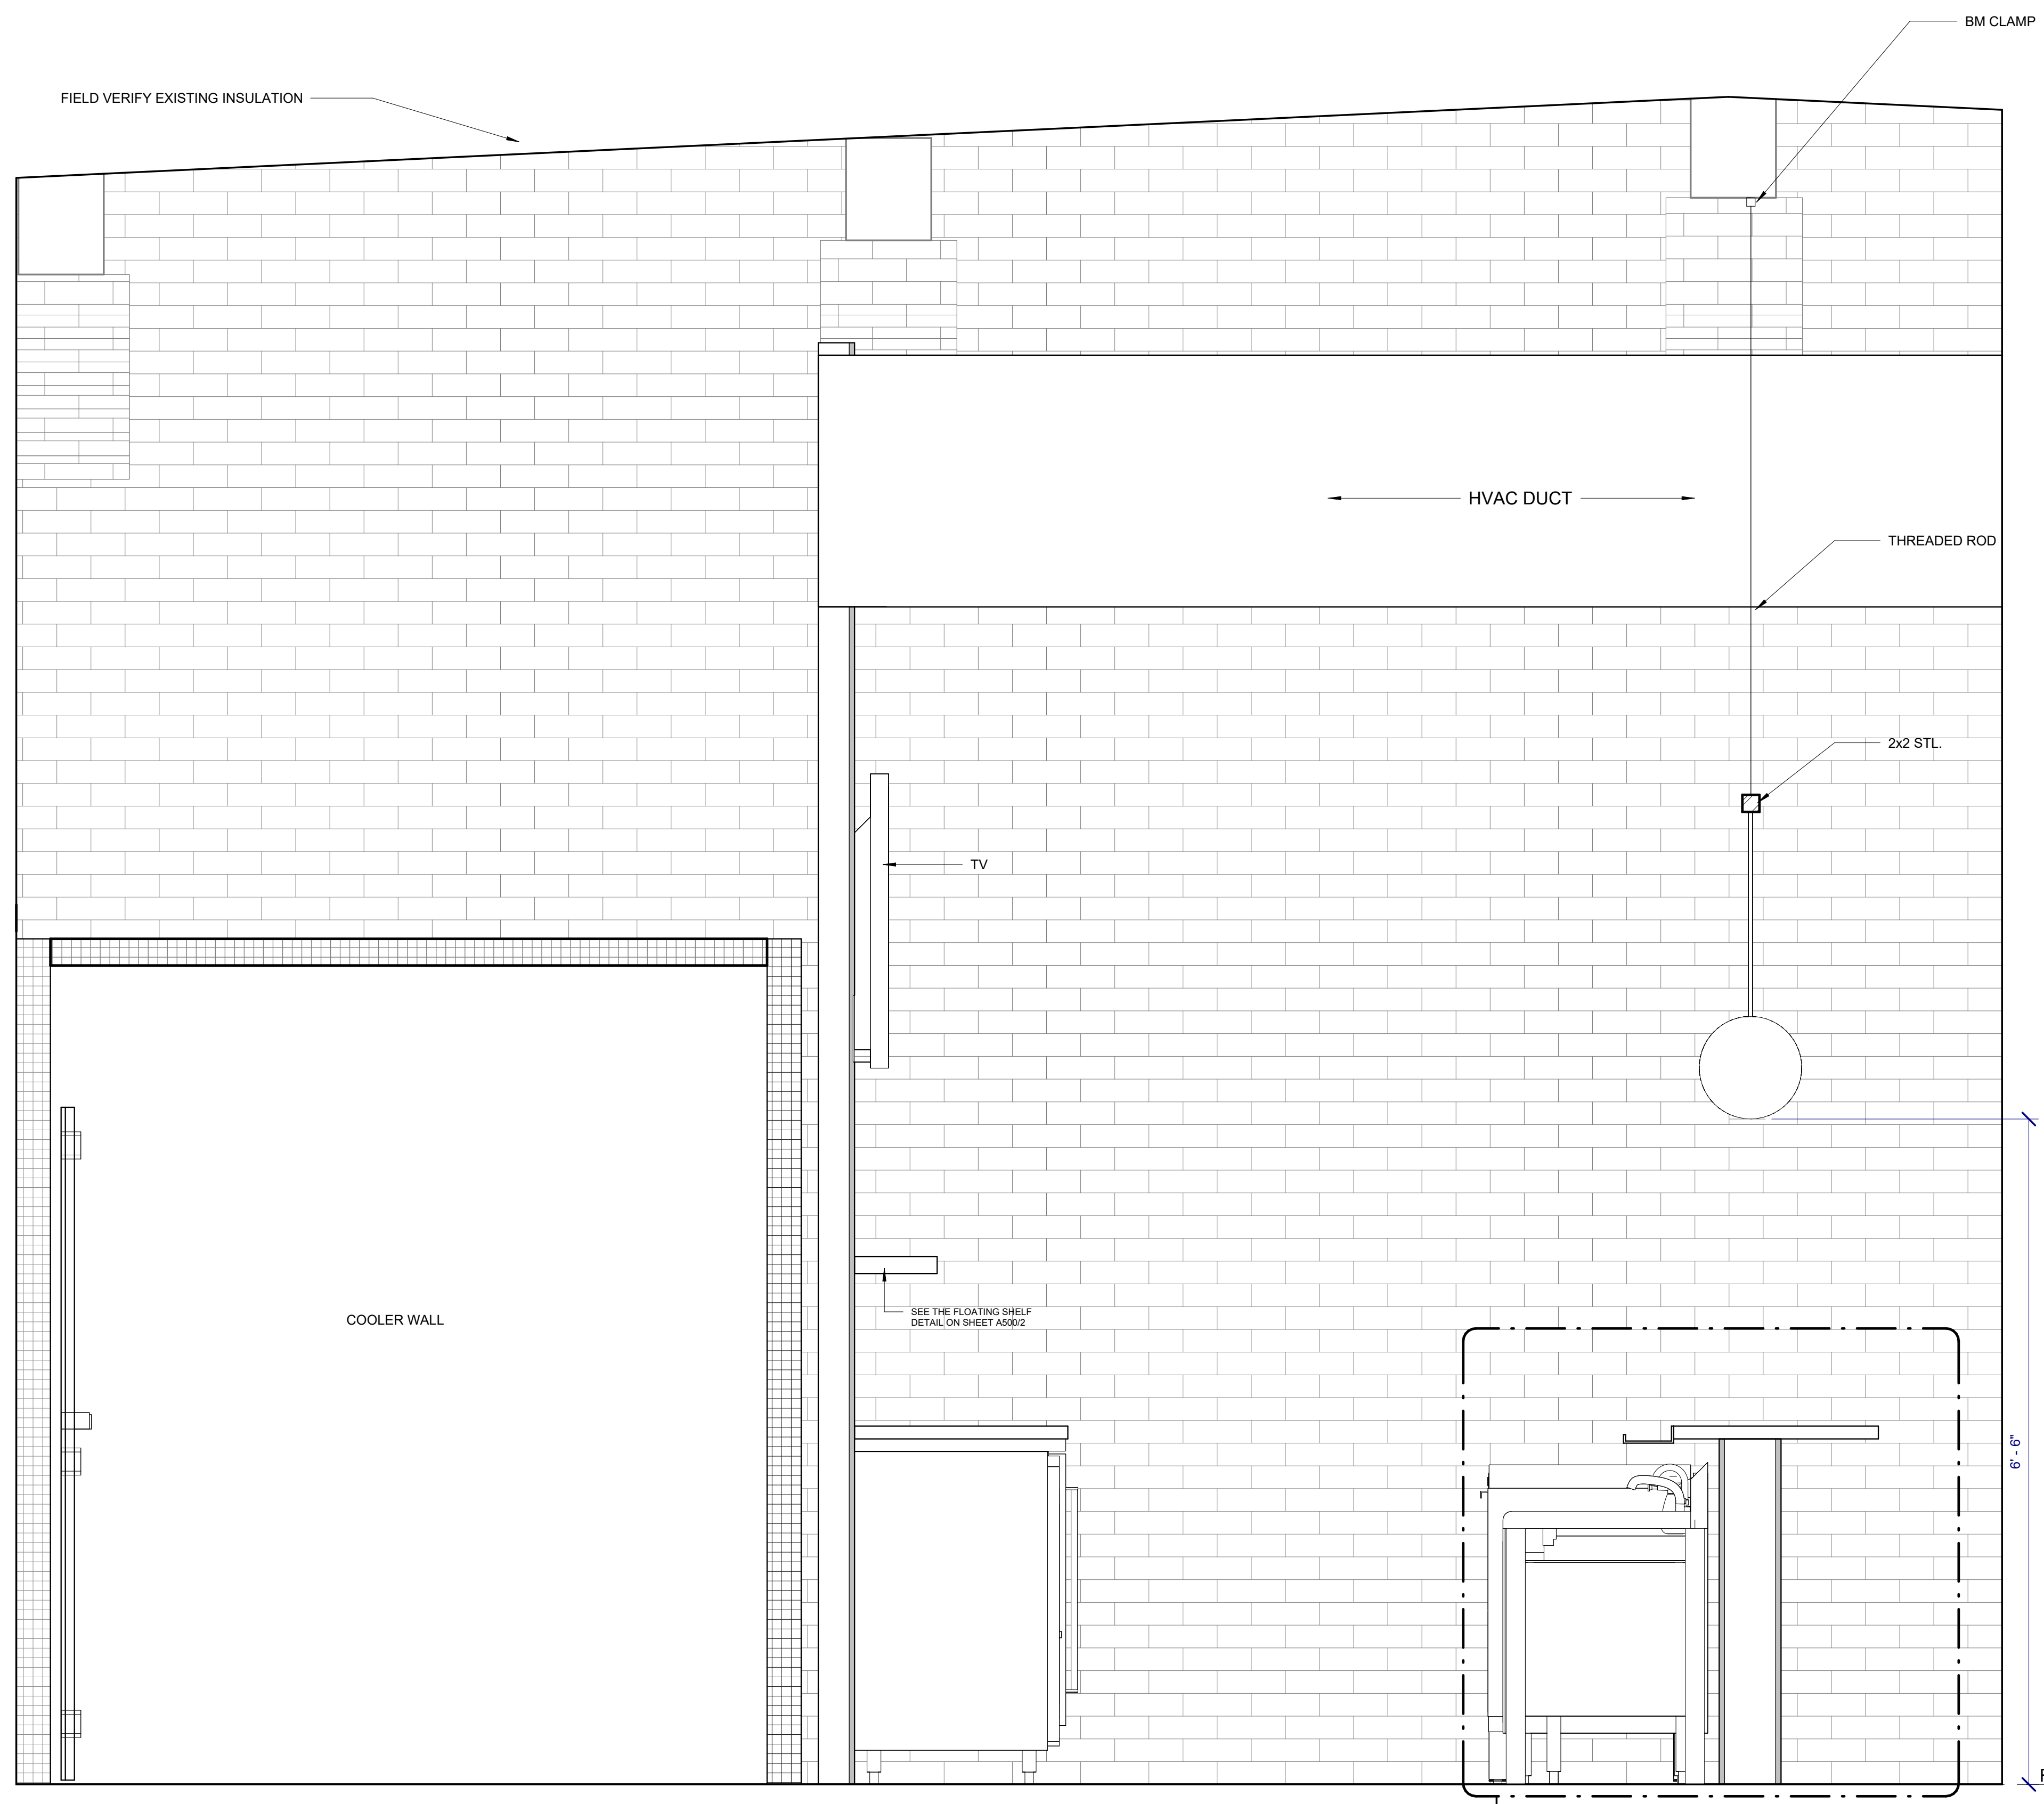 BM CLAMP
FIELD VERIFY EXISTING INSULATION
HVAC DUCT
THREADED ROD
2x2 STL.
TV
SEE THE FLOATING SHELF
DETAIL ON SHEET A500/2
COOLER WALL
6' - 6"